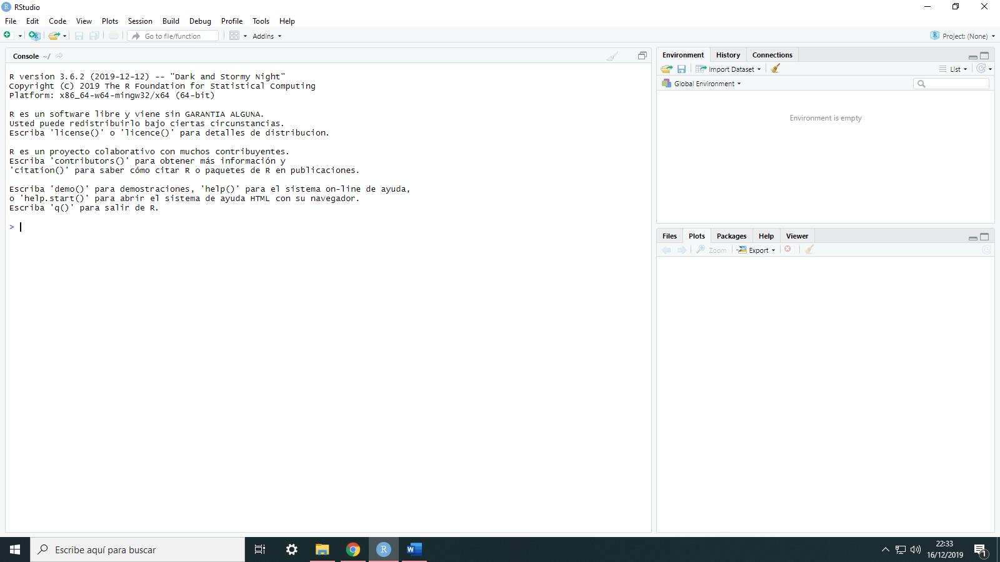 RStudio
File Edit Code View Plots Session Build Debug Profile Tools Help
Go to file/function Addins Project: (None)
Console ~/
R version 3.6.2 (2019-12-12) -- "Dark and Stormy Night"
Copyright (C) 2019 The R Foundation for Statistical Computing
Platform: x86_64-w64-mingw32/x64 (64-bit)
R es un software libre y viene sin GARANTIA ALGUNA.
Usted puede redistribuirlo bajo ciertas circunstancias.
Escriba 'license()' o 'licence()' para detalles de distribucion.
R es un proyecto colaborativo con muchos contribuyentes.
Escriba 'contributors()' para obtener más información y
'citation()' para saber cómo citar R o paquetes de R en publicaciones.
Escriba 'demo()' para demostraciones, 'help()' para el sistema on-line de ayuda,
o 'help.start()' para abrir el sistema de ayuda HTML con su navegador.
Escriba 'q()' para salir de R.
>
Environment History Connections
Import Dataset List
Global Environment
Environment is empty
Files Plots Packages Help Viewer
Zoom Export
Escribe aquí para buscar
22:33
16/12/2019
1